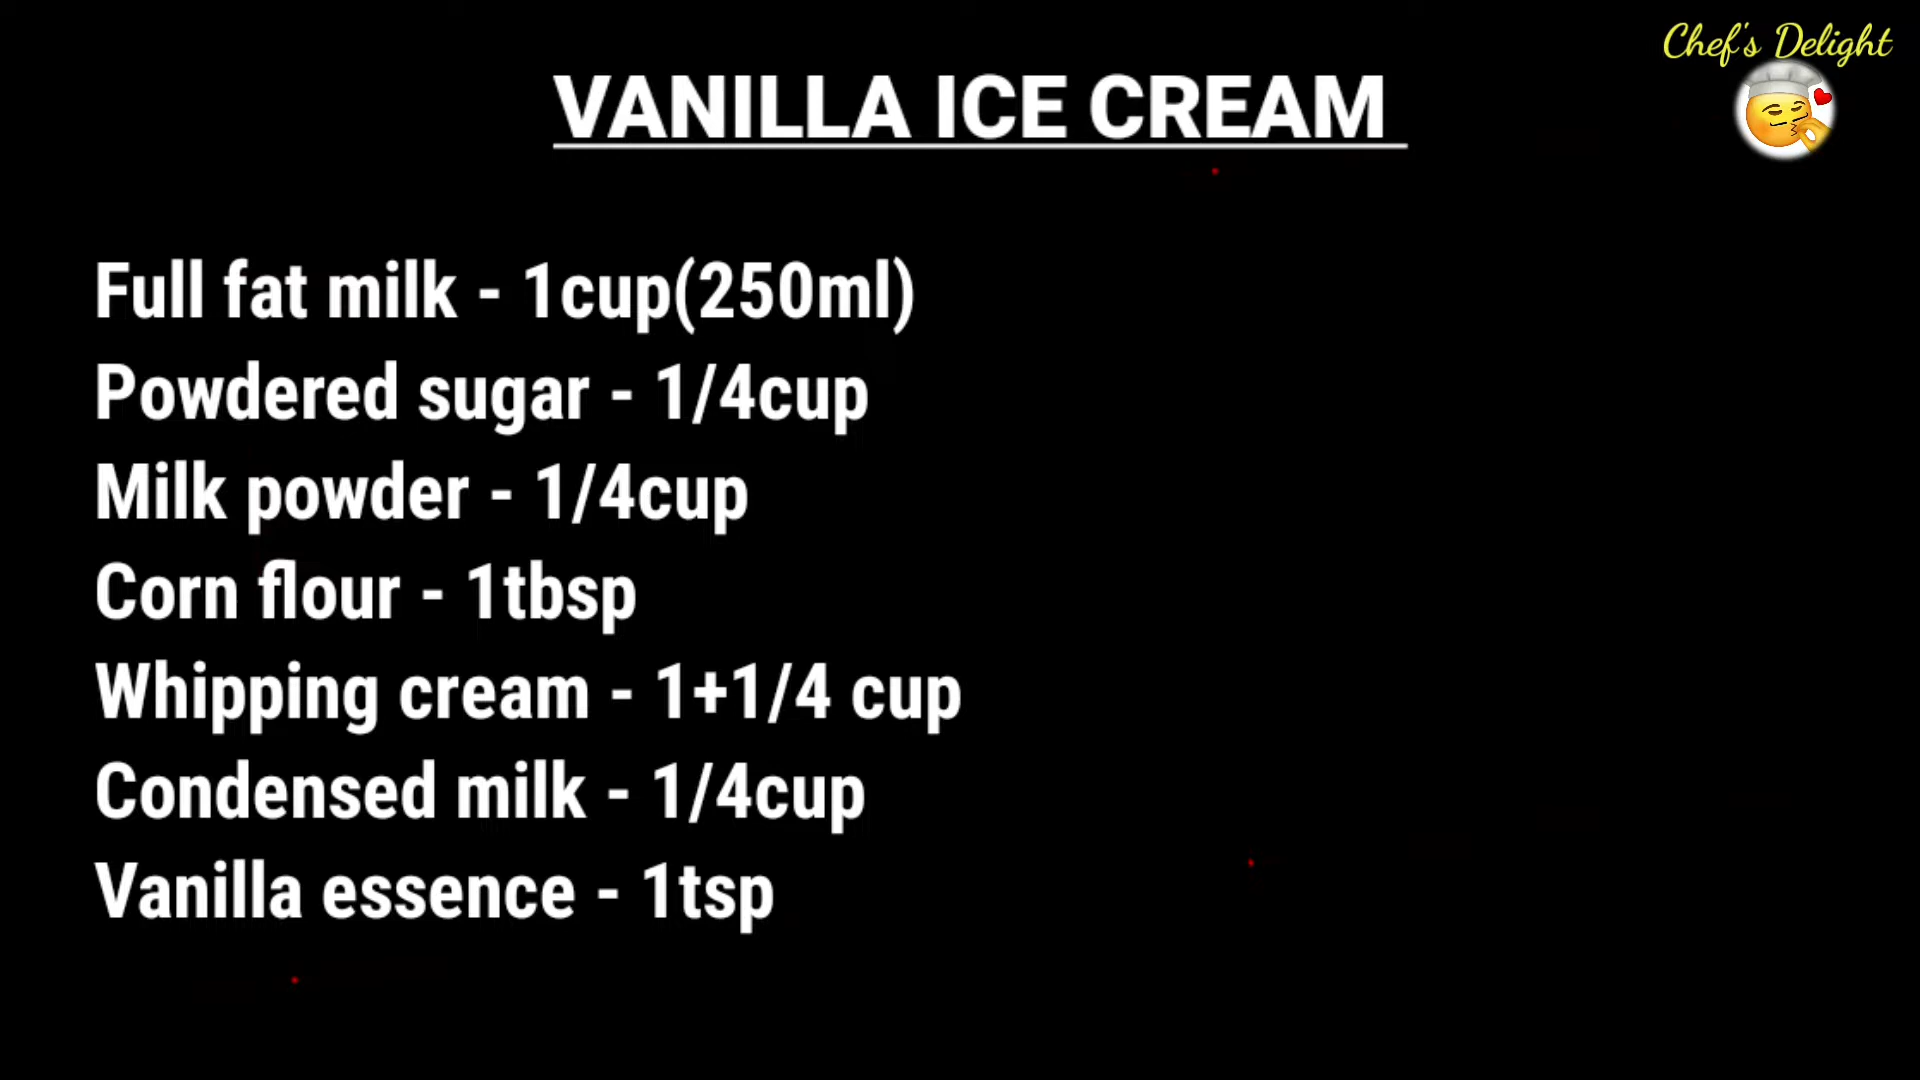 Chef's Delight
VANILLA ICE CREAM
Full fat milk - 1cup(250ml)
Powdered sugar - 1/4cup
Milk powder - 1/4cup
Corn flour - 1tbsp
Whipping cream - 1+1/4 cup
Condensed milk - 1/4cup
Vanilla essence - 1tsp